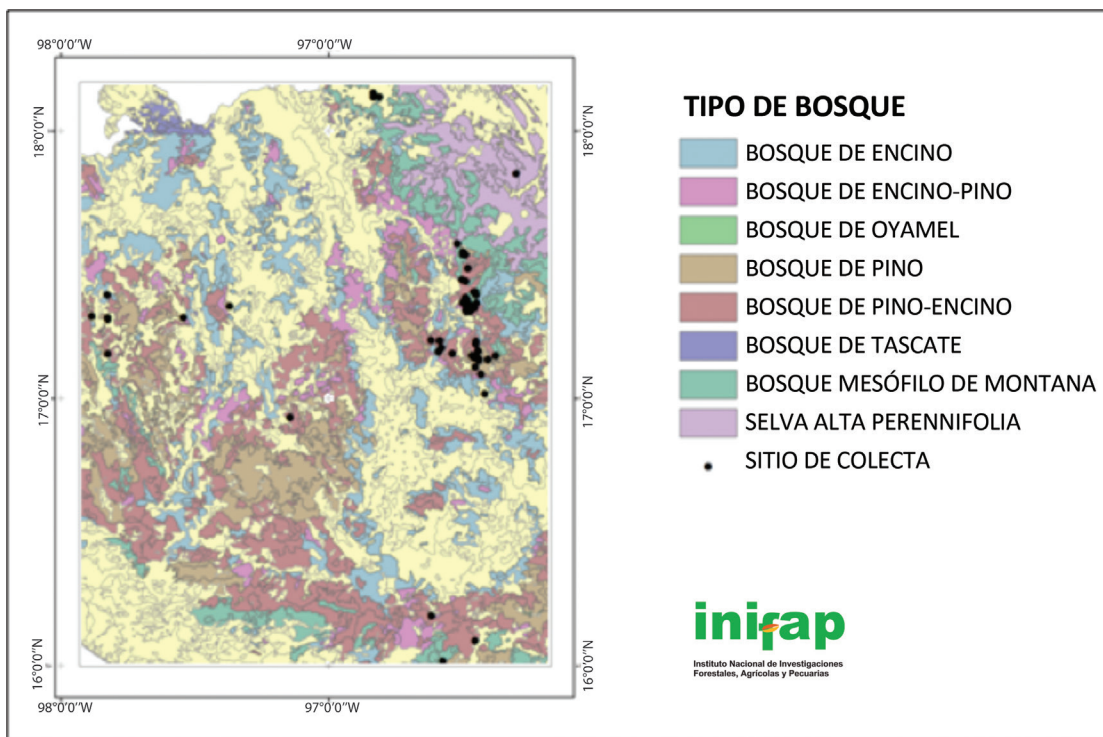 98°0'0"W
97°0'0"W
18°0'0"N
18°0'0"N
17°0'0"N
17°0'0"N
16°0'0"N
16°0'0"N
98°0'0"W
97°0'0"W
TIPO DE BOSQUE
BOSQUE DE ENCINO
BOSQUE DE ENCINO-PINO
BOSQUE DE OYAMEL
BOSQUE DE PINO
BOSQUE DE PINO-ENCINO
BOSQUE DE TASCATE
BOSQUE MESÓFILO DE MONTANA
SELVA ALTA PERENNIFOLIA
SITIO DE COLECTA
inifap
Instituto Nacional de Investigaciones
Forestales, Agrícolas y Pecuarias